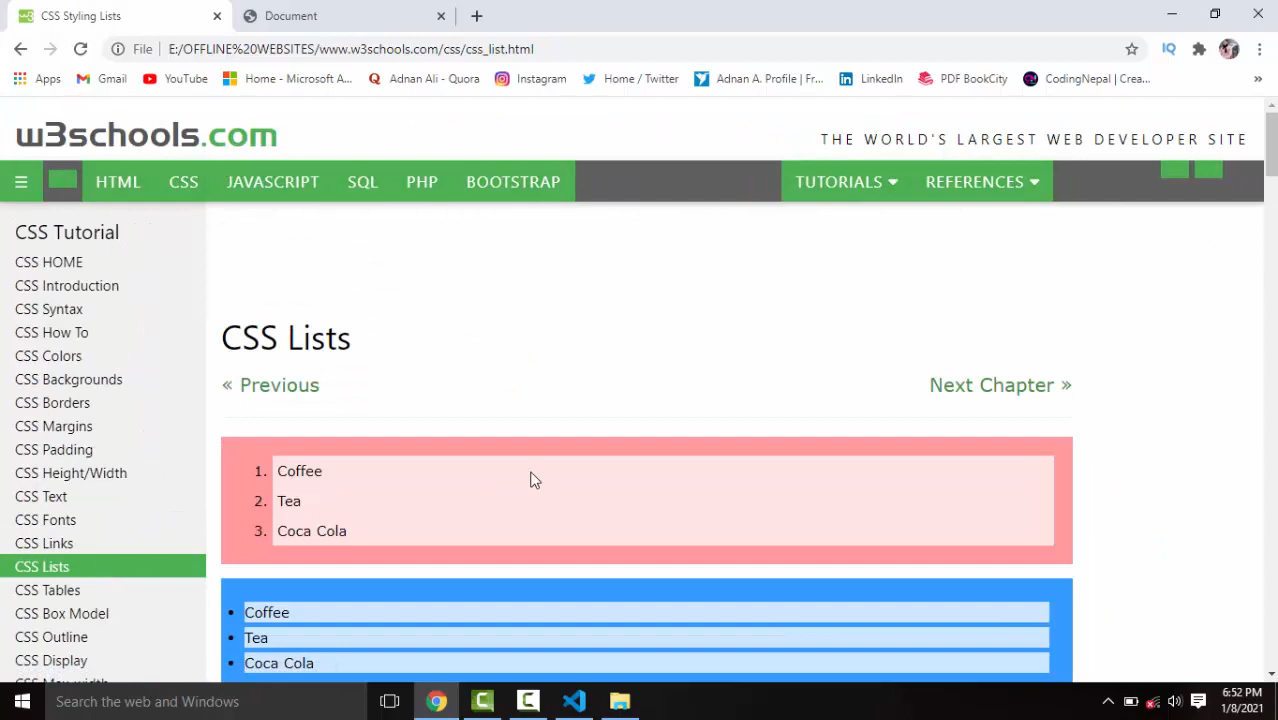 CSS Styling Lists
Document
File E:/OFFLINE%20WEBSITES/www.w3schools.com/css/css_list.html
Apps Gmail YouTube Home - Microsoft A... Adnan Ali - Quora Instagram Home / Twitter Adnan A. Profile | Fr... LinkedIn PDF BookCity CodingNepal | Crea... »
w3schools.com
THE WORLD'S LARGEST WEB DEVELOPER SITE
HTML CSS JAVASCRIPT SQL PHP BOOTSTRAP TUTORIALS REFERENCES
CSS Tutorial
CSS HOME
CSS Introduction
CSS Syntax
CSS How To
CSS Colors
CSS Backgrounds
CSS Borders
CSS Margins
CSS Padding
CSS Height/Width
CSS Text
CSS Fonts
CSS Links
CSS Lists
CSS Tables
CSS Box Model
CSS Outline
CSS Display
CSS Max-width
CSS Lists
« Previous
Next Chapter »
1. Coffee
2. Tea
3. Coca Cola
• Coffee
• Tea
• Coca Cola
Search the web and Windows
6:52 PM
1/8/2021